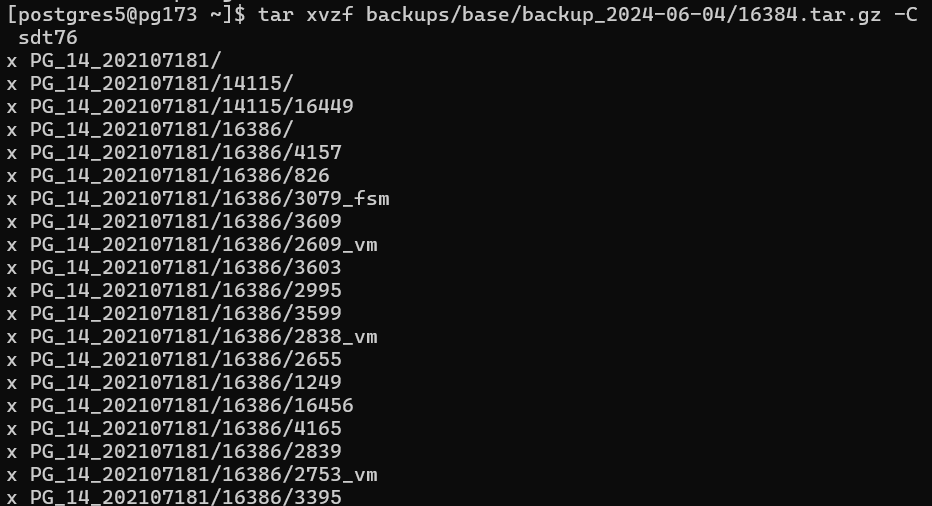 [postgres5@pg173 ~]$ tar xvzf backups/base/backup_2024-06-04/16384.tar.gz -C
sdt76
x PG_14_202107181/
x PG_14_202107181/14115/
x PG_14_202107181/14115/16449
x PG_14_202107181/16386/
x PG_14_202107181/16386/4157
x PG_14_202107181/16386/826
x PG_14_202107181/16386/3079_fsm
x PG_14_202107181/16386/3609
x PG_14_202107181/16386/2609_vm
x PG_14_202107181/16386/3603
x PG_14_202107181/16386/2995
x PG_14_202107181/16386/3599
x PG_14_202107181/16386/2838_vm
x PG_14_202107181/16386/2655
x PG_14_202107181/16386/1249
x PG_14_202107181/16386/16456
x PG_14_202107181/16386/4165
x PG_14_202107181/16386/2839
x PG_14_202107181/16386/2753_vm
x PG_14_202107181/16386/3395